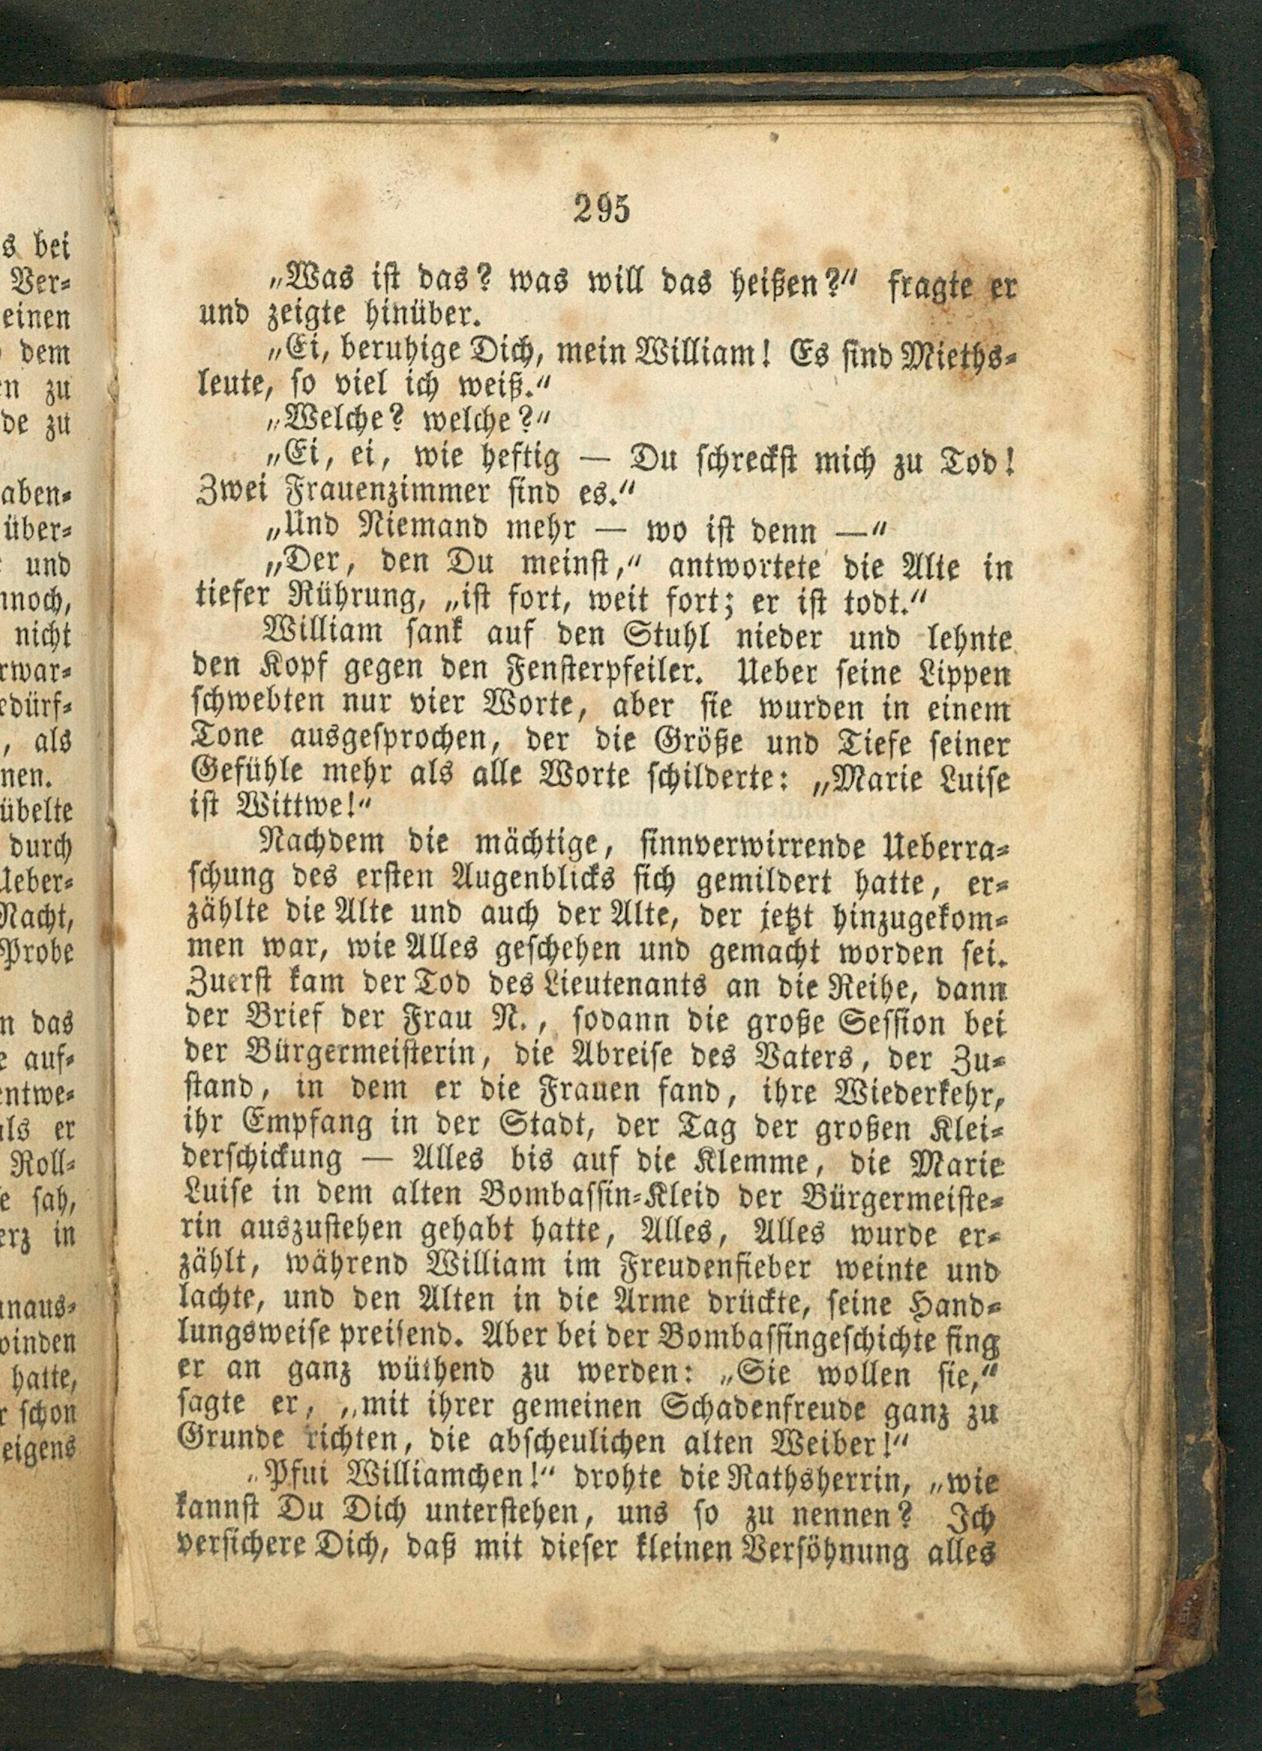 295
„Was ist das? was will das heißen?“ fragte er
und zeigte hinüber.
„Ei, beruhige Dich, mein William! Es sind Mieths-
leute, so viel ich weiß.“
„Welche? welche?“
„Ei, ei, wie heftig — Du schreckst mich zu Tod!
Zwei Frauenzimmer sind es.“
„Und Niemand mehr — wo ist denn —“
„Der, den Du meinst,“ antwortete die Alte in
tiefer Rührung, „ist fort, weit fort; er ist todt.“
William sank auf den Stuhl nieder und lehnte
den Kopf gegen den Fensterpfeiler. Ueber seine Lippen
schwebten nur vier Worte, aber sie wurden in einem
Tone ausgesprochen, der die Größe und Tiefe seiner
Gefühle mehr als alle Worte schilderte: „Marie Luise
ist Wittwe!“
Nachdem die mächtige, sinnverwirrende Ueberra-
schung des ersten Augenblicks sich gemildert hatte, er-
zählte die Alte und auch der Alte, der jetzt hinzugekom-
men war, wie Alles geschehen und gemacht worden sei.
Zuerst kam der Tod des Lieutenants an die Reihe, dann
der Brief der Frau N., sodann die große Session bei
der Bürgermeisterin, die Abreise des Vaters, der Zu-
stand, in dem er die Frauen fand, ihre Wiederkehr,
ihr Empfang in der Stadt, der Tag der großen Klei-
derschickung — Alles bis auf die Klemme, die Marie
Luise in dem alten Bombassin-Kleid der Bürgermeiste-
rin auszustehen gehabt hatte, Alles, Alles wurde er-
zählt, während William im Freudenfieber weinte und
lachte, und den Alten in die Arme drückte, seine Hand-
lungsweise preisend. Aber bei der Bombassingeschichte fing
er an ganz wüthend zu werden: „Sie wollen sie,“
sagte er, „mit ihrer gemeinen Schadenfreude ganz zu
Grunde richten, die abscheulichen alten Weiber!“
„Pfui Williamchen!“ drohte die Rathsherrin, „wie
kannst Du Dich unterstehen, uns so zu nennen? Ich
versichere Dich, daß mit dieser kleinen Versöhnung alles